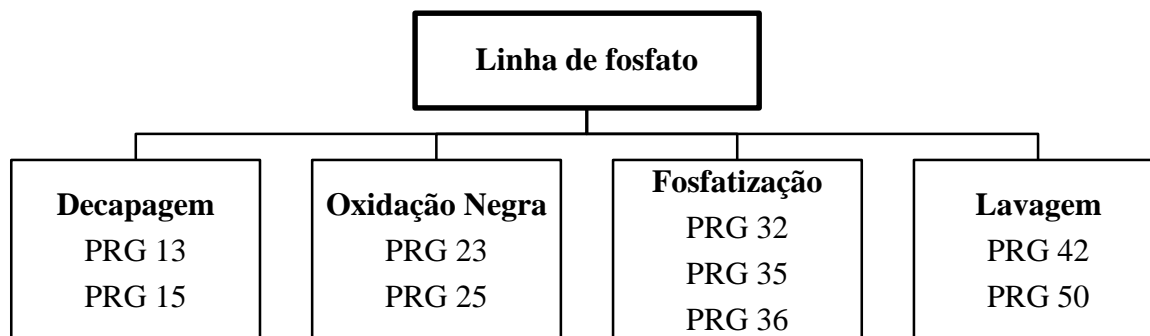 Linha de fosfato
Decapagem
PRG 13
PRG 15
Oxidação Negra
PRG 23
PRG 25
Fosfatização
PRG 32
PRG 35
PRG 36
Lavagem
PRG 42
PRG 50